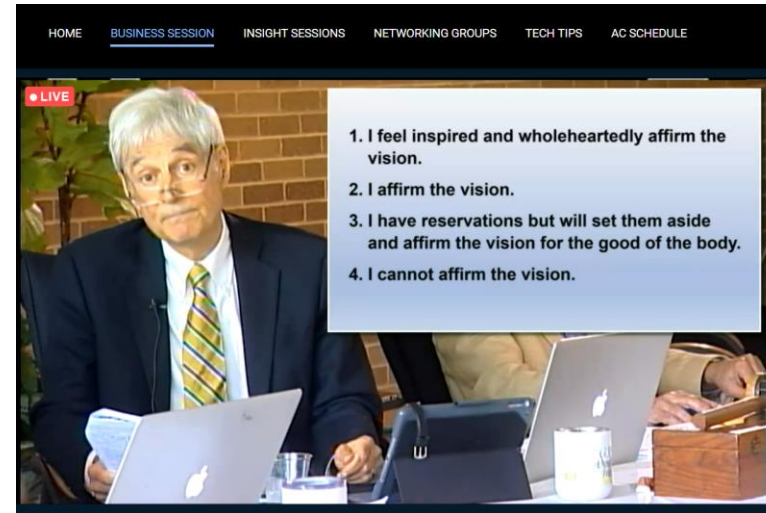 HOME BUSINESS SESSION INSIGHT SESSIONS NETWORKING GROUPS TECH TIPS AC SCHEDULE
LIVE
1. I feel inspired and wholeheartedly affirm the
vision.
2. I affirm the vision.
3. I have reservations but will set them aside
and affirm the vision for the good of the body.
4. I cannot affirm the vision.